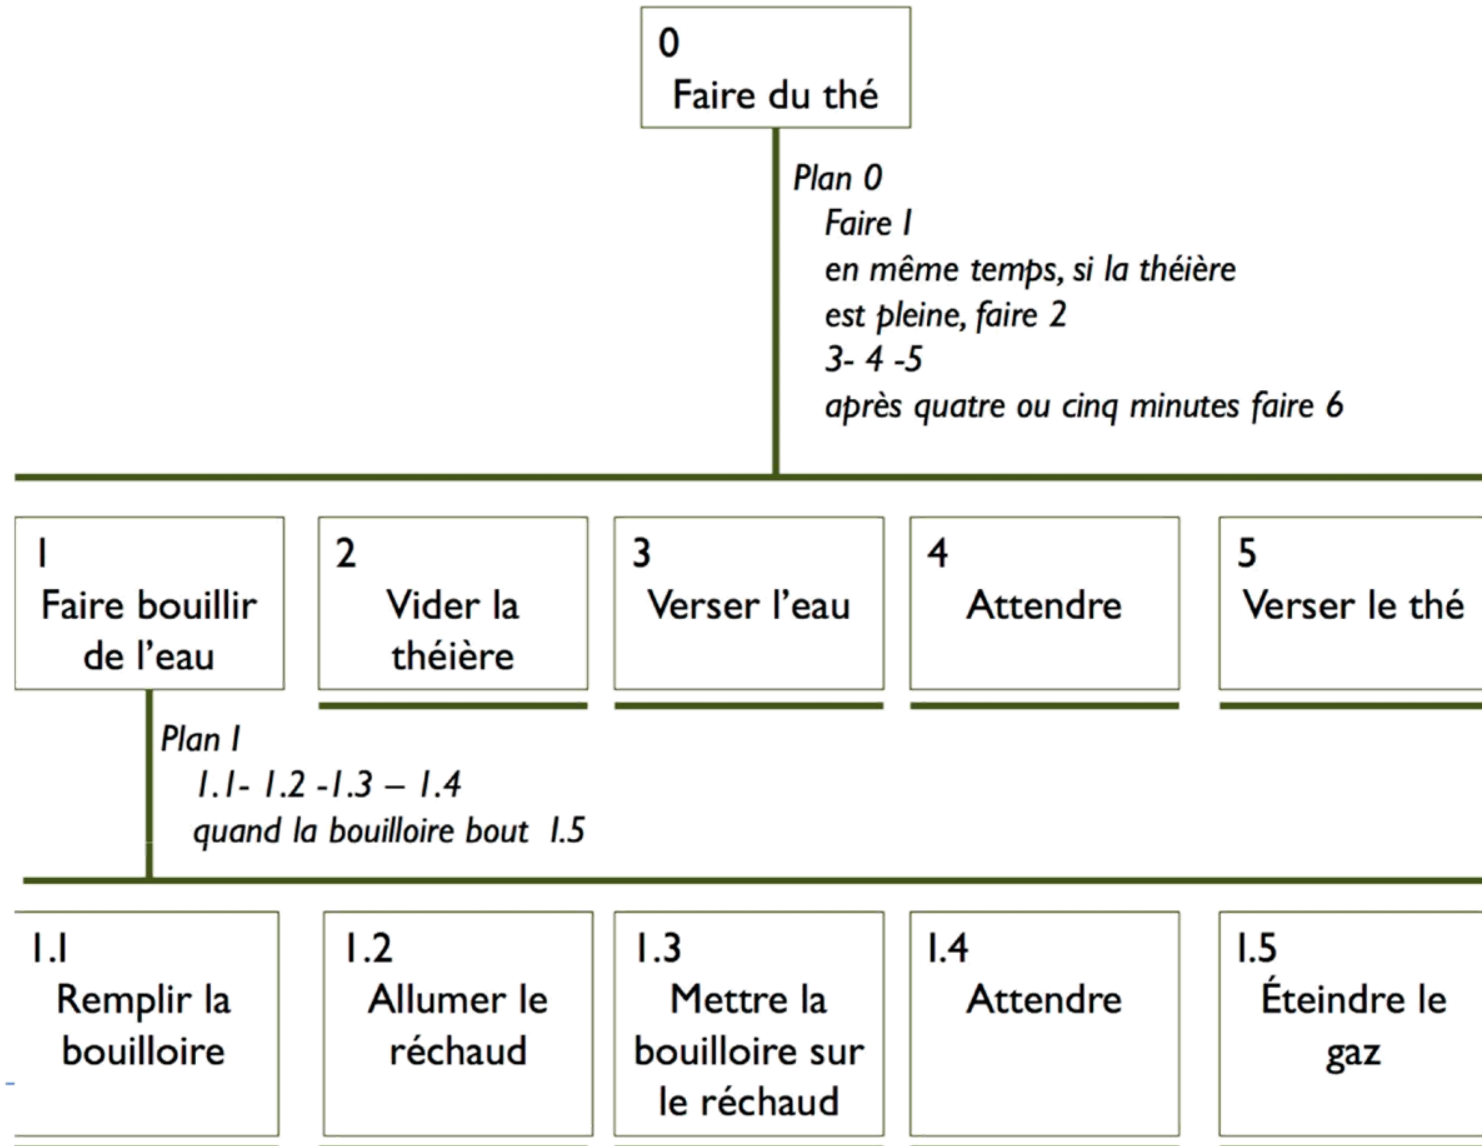 0
Faire du thé
Plan 0
Faire 1
en même temps, si la théière
est pleine, faire 2
3- 4 -5
après quatre ou cinq minutes faire 6
1
Faire bouillir
de l'eau
2
Vider la
théière
3
Verser l'eau
4
Attendre
5
Verser le thé
Plan 1
1.1- 1.2 -1.3 – 1.4
quand la bouilloire bout 1.5
1.1
Remplir la
bouilloire
1.2
Allumer le
réchaud
1.3
Mettre la
bouilloire sur
le réchaud
1.4
Attendre
1.5
Éteindre le
gaz